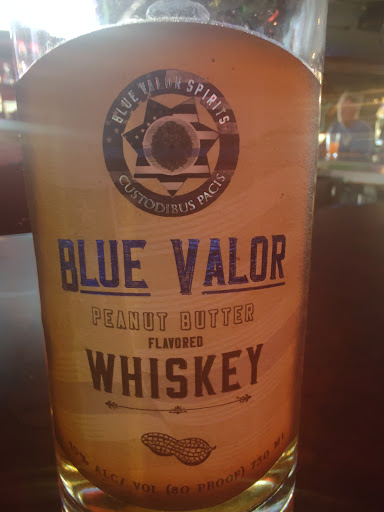 BLUE VALOR SPIRITS
CUSTODIBUS PACIS
BLUE VALOR
PEANUT BUTTER
FLAVORED
WHISKEY
ALC/ VOL (80 PROOF) 750 ML